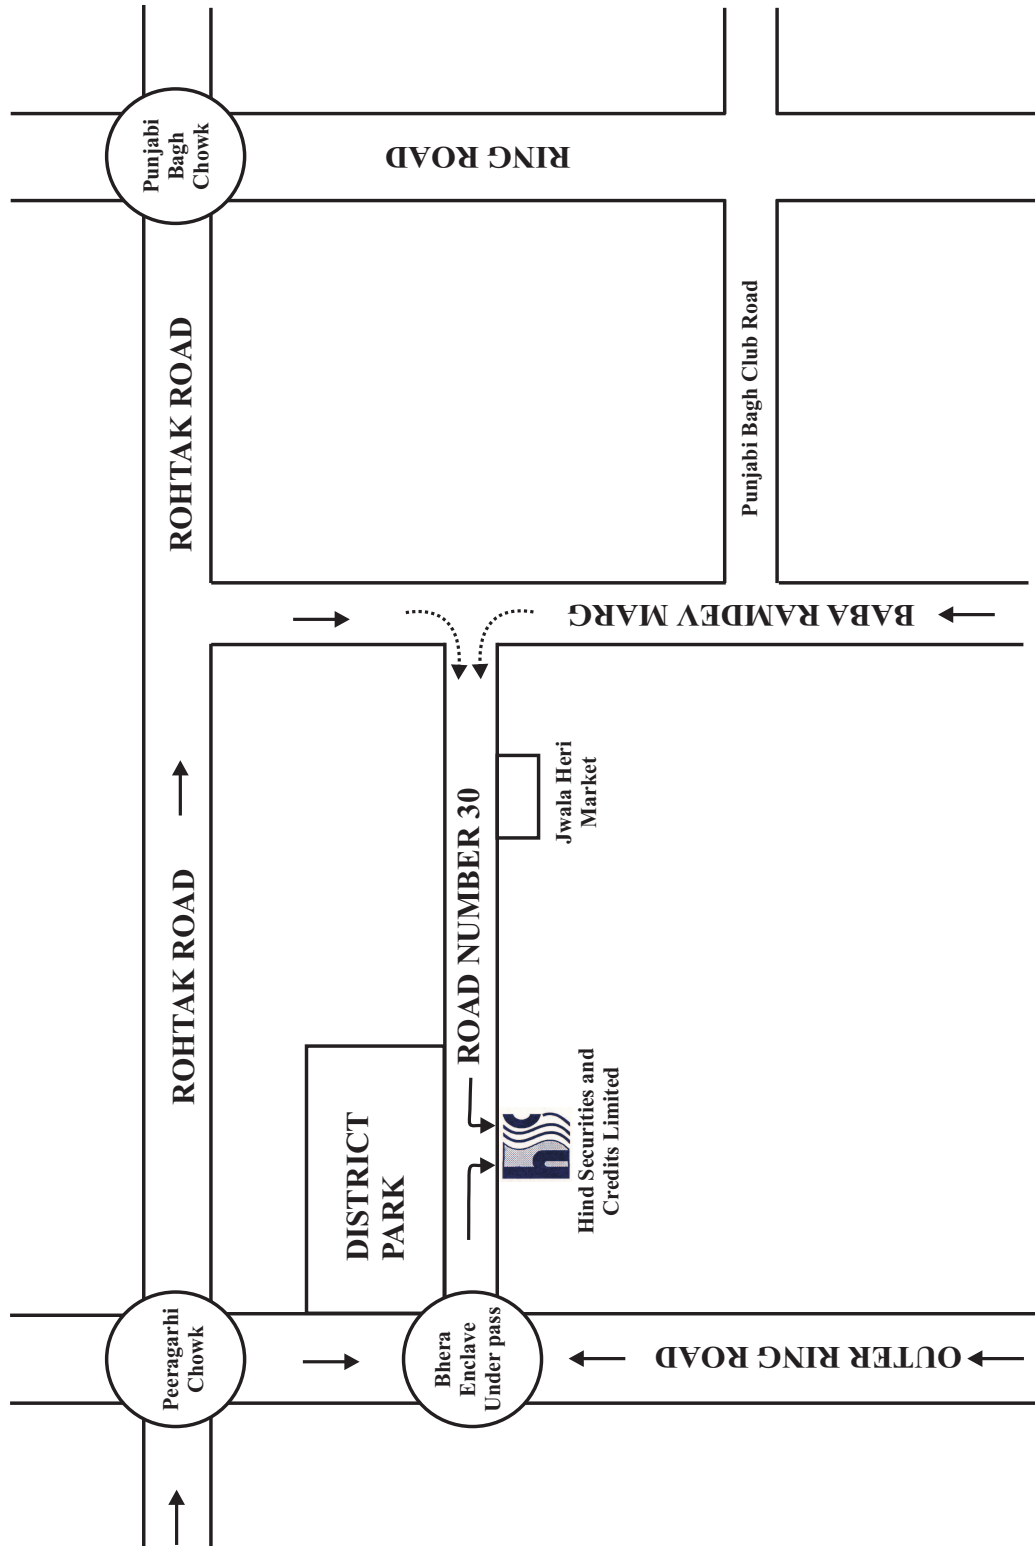 Punjabi
Bagh
Chowk
RING ROAD
ROHTAK ROAD
Punjabi Bagh Club Road
BABA RAMDEV MARG
ROHTAK ROAD
ROAD NUMBER 30
Jwala Heri
Market
DISTRICT
PARK
hc
Hind Securities and
Credits Limited
Peeragarhi
Chowk
Bhera
Enclave
Under pass
OUTER RING ROAD